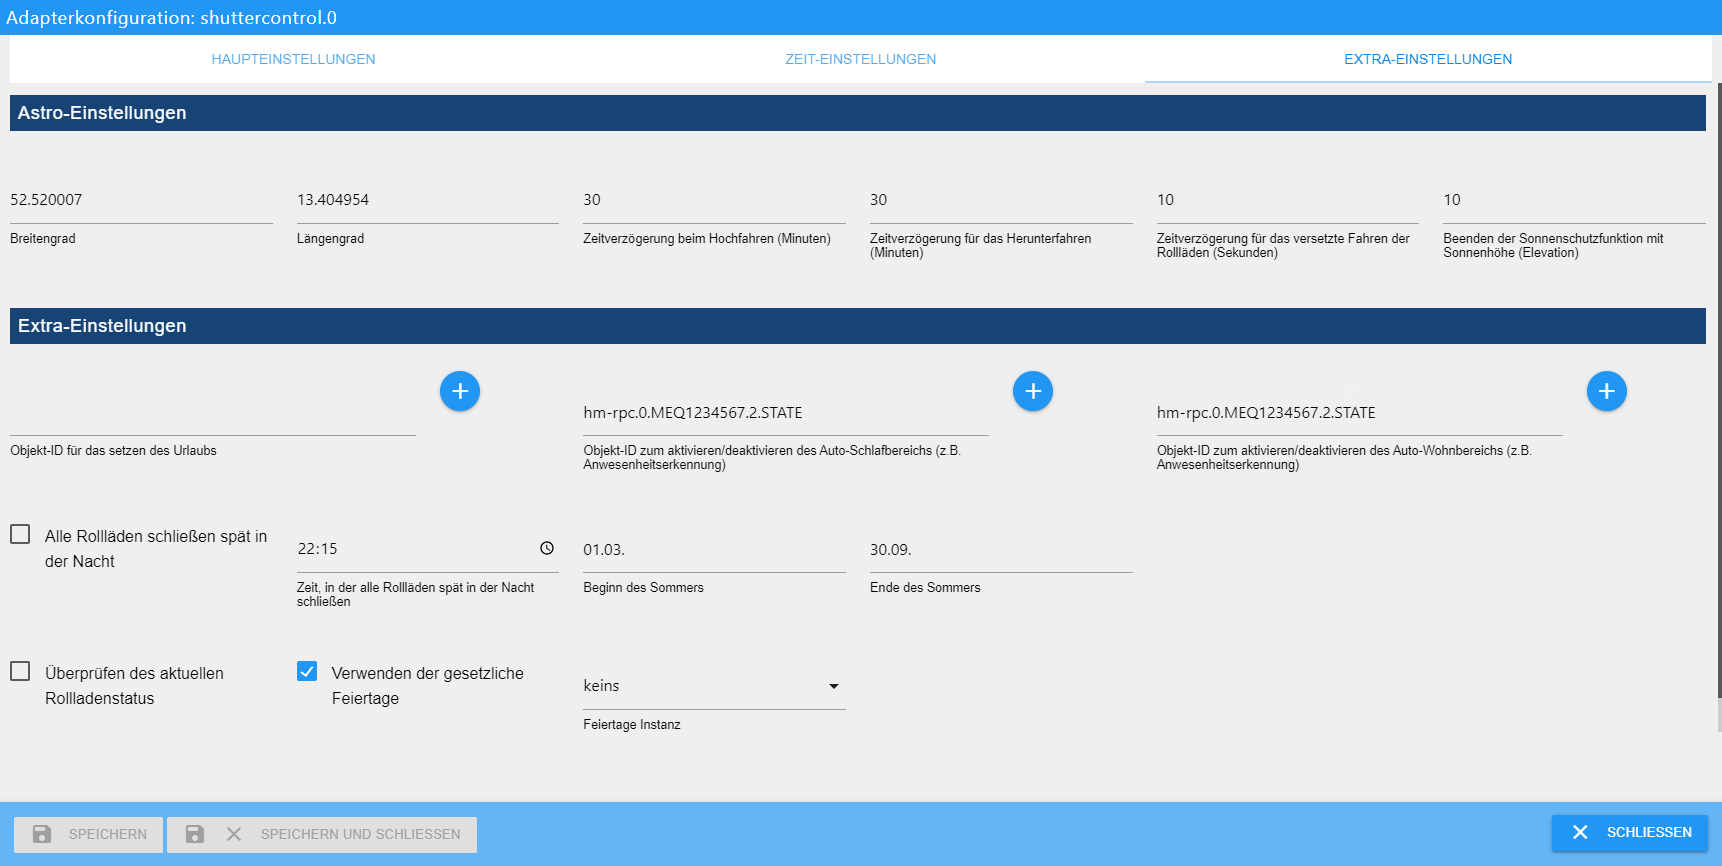 Adapterkonfiguration: shuttercontrol.0
HAUPTEINSTELLUNGEN
ZEIT-EINSTELLUNGEN
EXTRA-EINSTELLUNGEN
Astro-Einstellungen
52.520007
13.404954
30
30
10
10
Breitengrad
Längengrad
Zeitverzögerung beim Hochfahren (Minuten)
Zeitverzögerung für das Herunterfahren
(Minuten)
Zeitverzögerung für das versetzte Fahren der
Rollläden (Sekunden)
Beenden der Sonnenschutzfunktion mit
Sonnenhöhe (Elevation)
Extra-Einstellungen
hm-rpc.0.MEQ1234567.2.STATE
hm-rpc.0.MEQ1234567.2.STATE
Objekt-ID für das setzen des Urlaubs
Objekt-ID zum aktivieren/deaktivieren des Auto-Schlafbereichs (z.B.
Anwesenheitserkennung)
Objekt-ID zum aktivieren/deaktivieren des Auto-Wohnbereichs (z.B.
Anwesenheitserkennung)
Alle Rollläden schließen spät in
der Nacht
22:15
01.03.
30.09.
Zeit, in der alle Rollläden spät in der Nacht
schließen
Beginn des Sommers
Ende des Sommers
Überprüfen des aktuellen
Rollladenstatus
Verwenden der gesetzliche
Feiertage
keins
Feiertage Instanz
SPEICHERN
SPEICHERN UND SCHLIESSEN
SCHLIESSEN